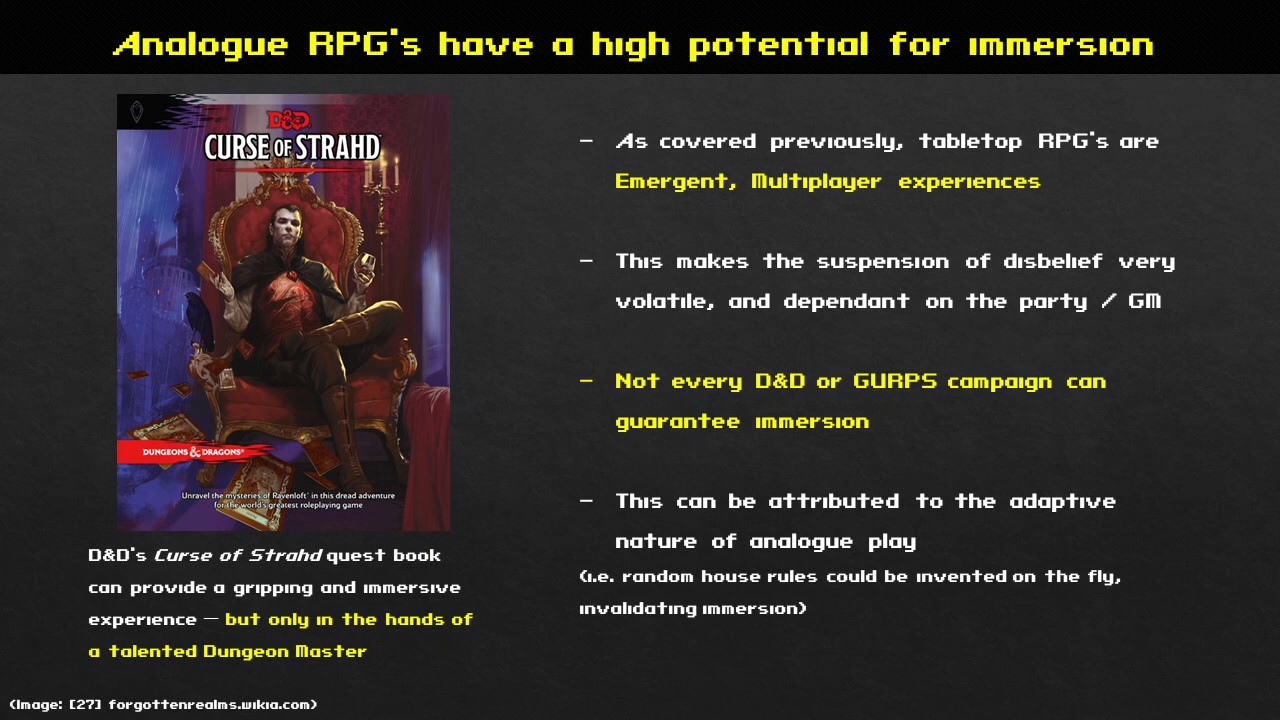 Analogue RPG's have a high potential for immersion
D&D
CURSE OF STRAHD
DUNGEONS & DRAGONS®
Unravel the mysteries of Ravenloft® in this dread adventure
for the world's greatest roleplaying game
D&D's Curse of Strahd quest book
can provide a gripping and immersive
experience – but only in the hands of
a talented Dungeon Master
- As covered previously, tabletop RPG's are
Emergent, Multiplayer experiences
- This makes the suspension of disbelief very
volatile, and dependant on the party / GM
- Not every D&D or GURPS campaign can
guarantee immersion
- This can be attributed to the adaptive
nature of analogue play
(i.e. random house rules could be invented on the fly,
invalidating immersion)
(Image: [27] forgottenrealms.wikia.com)